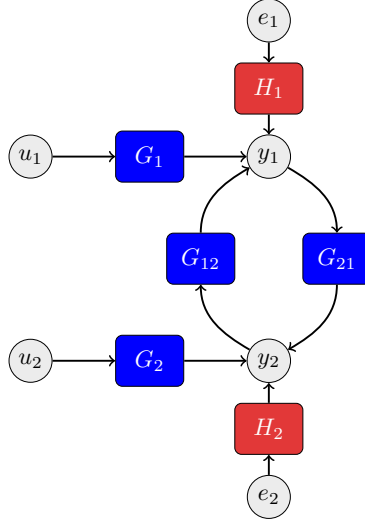 e₁
H₁
u₁ G₁ y₁
G₁₂ G₂₁
u₂ G₂ y₂
H₂
e₂